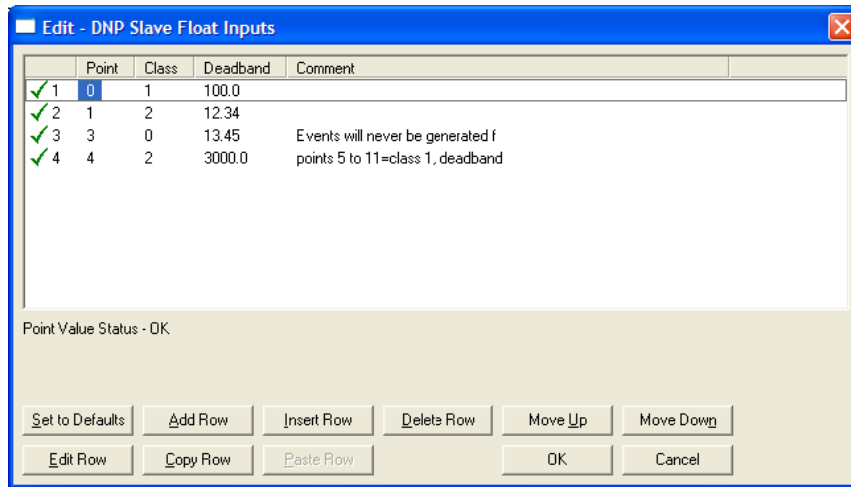 Edit - DNP Slave Float Inputs
Point Class Deadband Comment
1 0 1 100.0
2 1 2 12.34
3 3 0 13.45 Events will never be generated f
4 4 2 3000.0 points 5 to 11=class 1, deadband
Point Value Status - OK
Set to Defaults Add Row Insert Row Delete Row Move Up Move Down
Edit Row Copy Row Paste Row OK Cancel